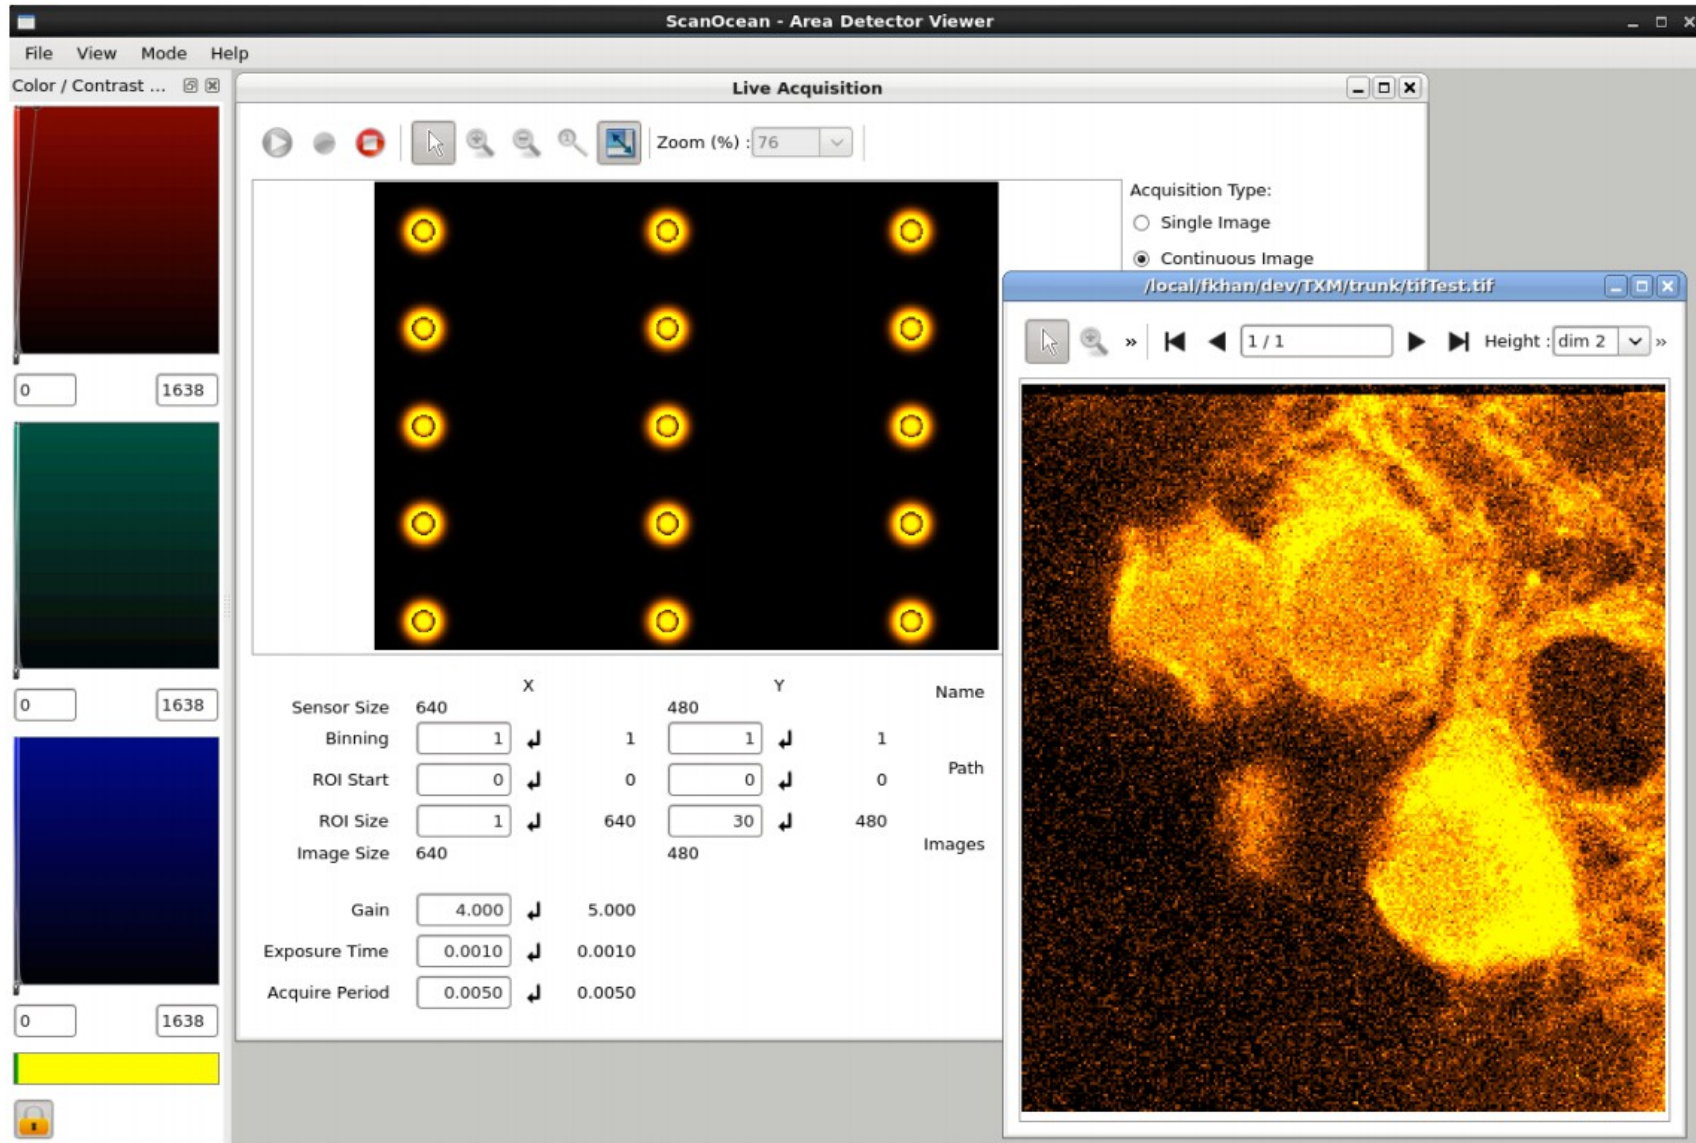 ScanOcean - Area Detector Viewer
File View Mode Help
Color / Contrast ...
0 1638
0 1638
0 1638
Live Acquisition
Zoom (%) : 76
Acquisition Type:
Single Image
Continuous Image
X Y
Sensor Size 640 480
Binning 1 1 1 1
ROI Start 0 0 0 0
ROI Size 1 640 30 480
Image Size 640 480
Gain 4.000 5.000
Exposure Time 0.0010 0.0010
Acquire Period 0.0050 0.0050
Name
Path
Images
/local/fkhan/dev/TXM/trunk/tifTest.tif
» 1 / 1 Height : dim 2 »